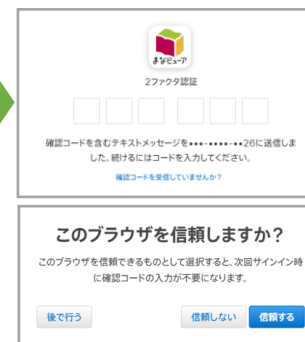 まなビューア
2ファクタ認証
確認コードを含むテキストメッセージを•••-••••-••26に送信しま
した。続けるにはコードを入力してください。
確認コードを受信していませんか？
このブラウザを信頼しますか？
このブラウザを信頼できるものとして選択すると、次回サインイン時
に確認コードの入力が不要になります。
後で行う
信頼しない
信頼する